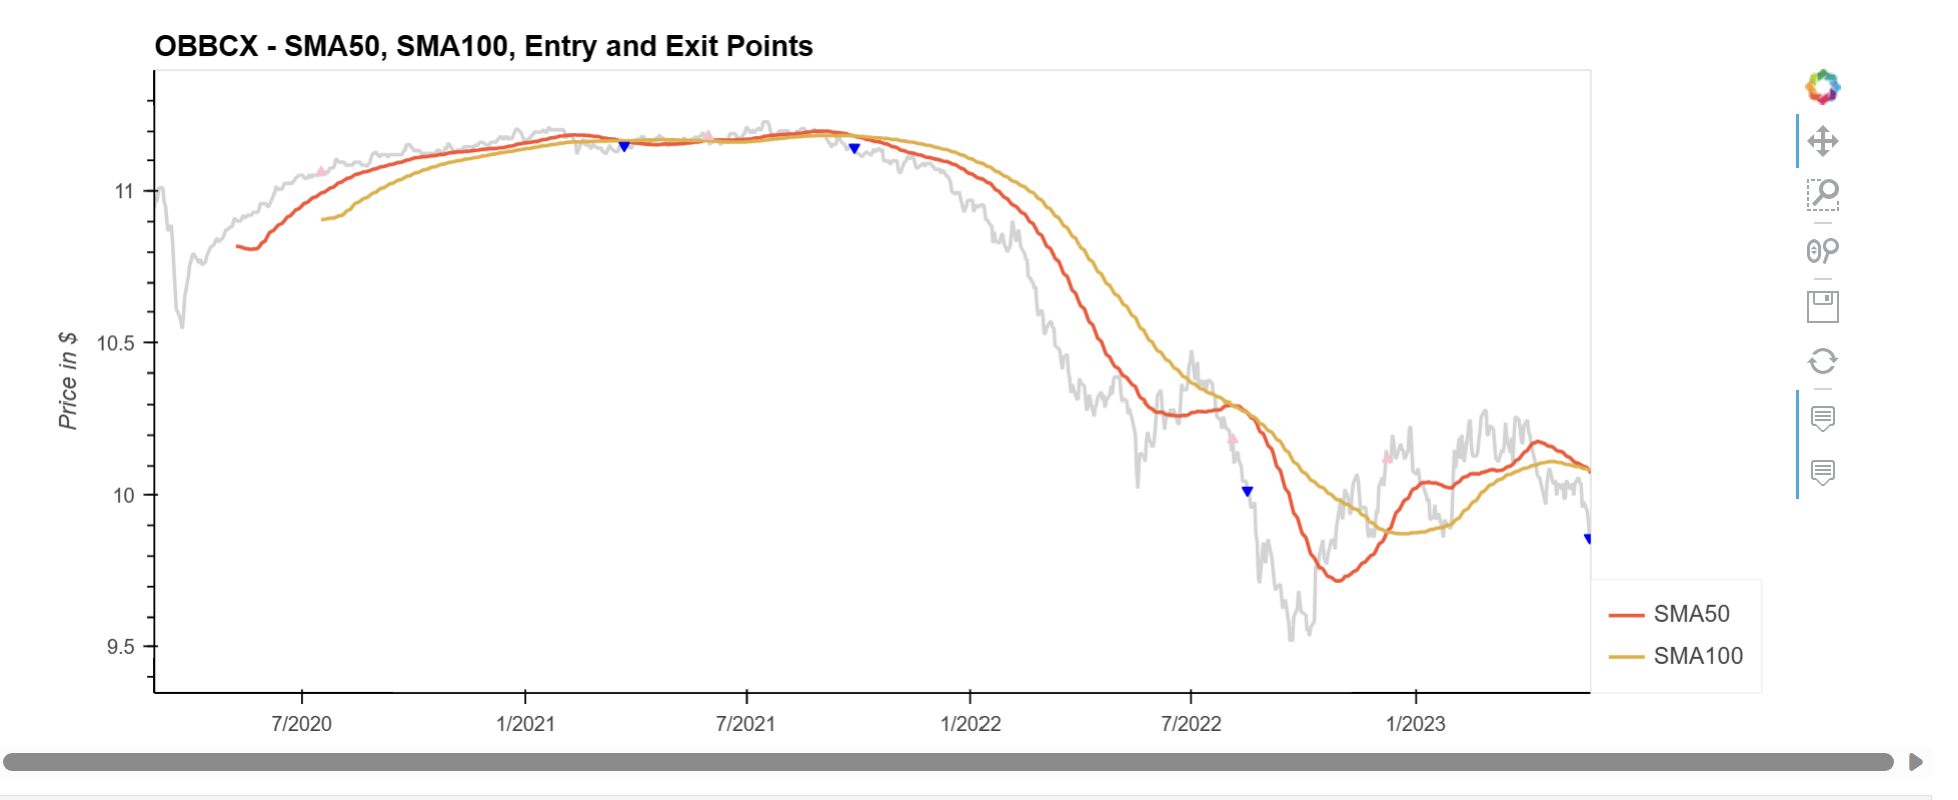 OBBCX - SMA50, SMA100, Entry and Exit Points
Price in $
11
10.5
10
9.5
7/2020
1/2021
7/2021
1/2022
7/2022
1/2023
SMA50
SMA100